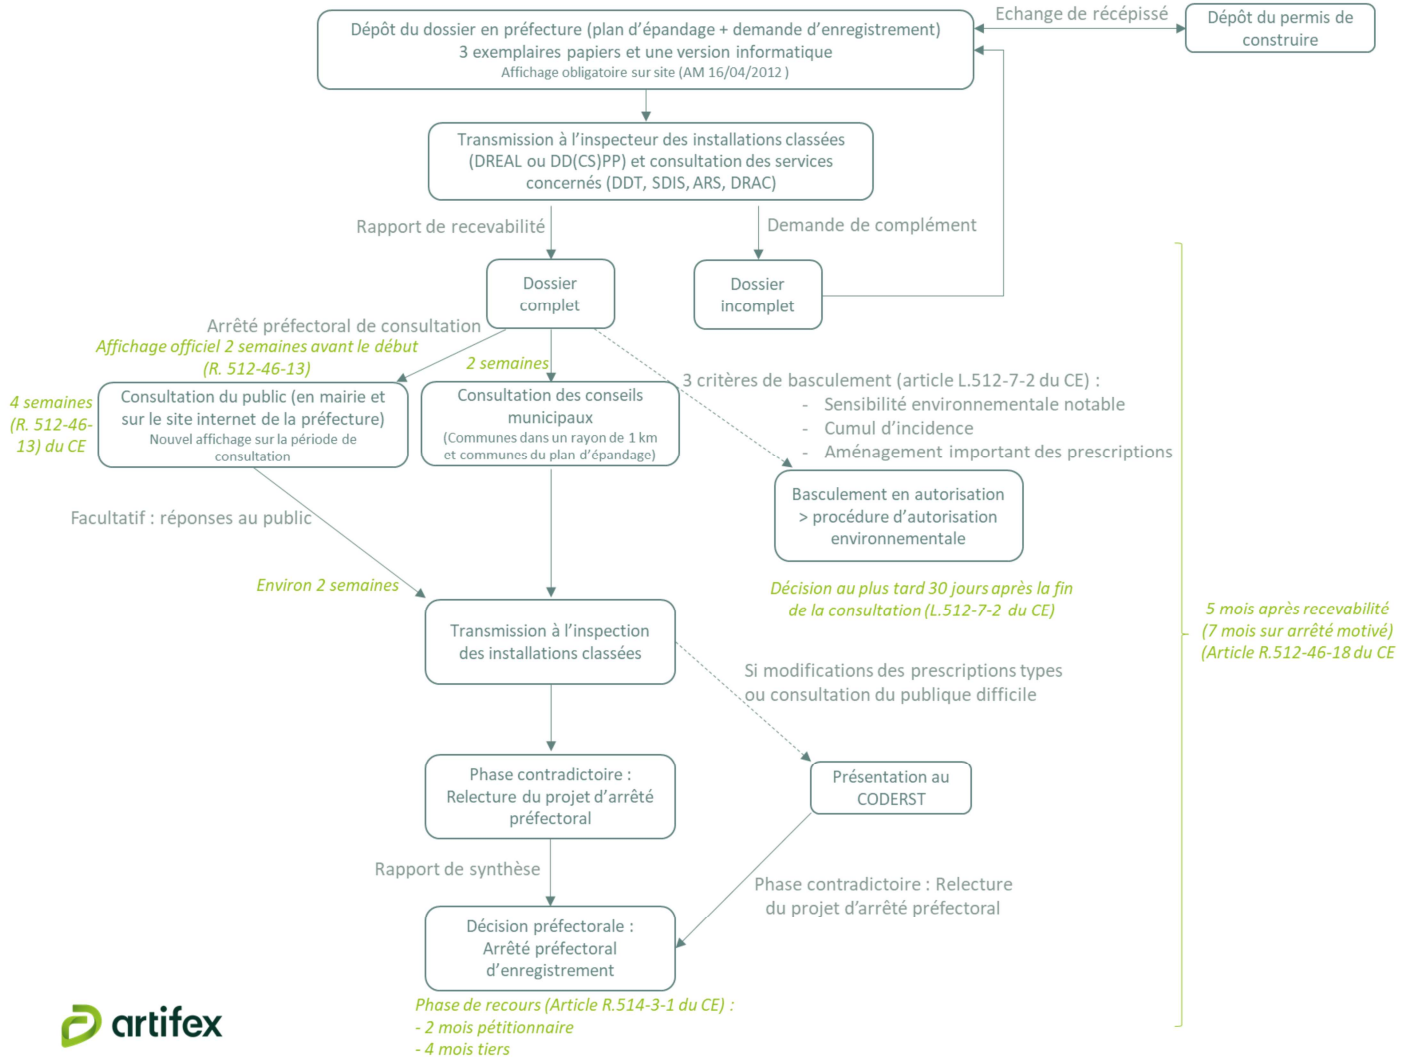 Dépôt du dossier en préfecture (plan d'épandage + demande d'enregistrement)
3 exemplaires papiers et une version informatique
Affichage obligatoire sur site (AM 16/04/2012 )
Echange de récépissé
Dépôt du permis de
construire
Transmission à l'inspecteur des installations classées
(DREAL ou DD(CS)PP) et consultation des services
concernés (DDT, SDIS, ARS, DRAC)
Rapport de recevabilité
Demande de complément
Dossier
complet
Dossier
incomplet
Arrêté préfectoral de consultation
Affichage officiel 2 semaines avant le début
(R. 512-46-13)
2 semaines
4 semaines
(R. 512-46-
13) du CE
Consultation du public (en mairie et
sur le site internet de la préfecture)
Nouvel affichage sur la période de
consultation
Consultation des conseils
municipaux
(Communes dans un rayon de 1 km
et communes du plan d'épandage)
3 critères de basculement (article L.512-7-2 du CE) :
- Sensibilité environnementale notable
- Cumul d'incidence
- Aménagement important des prescriptions
Basculement en autorisation
> procédure d'autorisation
environnementale
Facultatif : réponses au public
Environ 2 semaines
Décision au plus tard 30 jours après la fin
de la consultation (L.512-7-2 du CE)
5 mois après recevabilité
(7 mois sur arrêté motivé)
(Article R.512-46-18 du CE
Transmission à l'inspection
des installations classées
Si modifications des prescriptions types
ou consultation du publique difficile
Phase contradictoire :
Relecture du projet d'arrêté
préfectoral
Présentation au
CODERST
Rapport de synthèse
Phase contradictoire : Relecture
du projet d'arrêté préfectoral
Décision préfectorale :
Arrêté préfectoral
d'enregistrement
Phase de recours (Article R.514-3-1 du CE) :
- 2 mois pétitionnaire
- 4 mois tiers
artifex